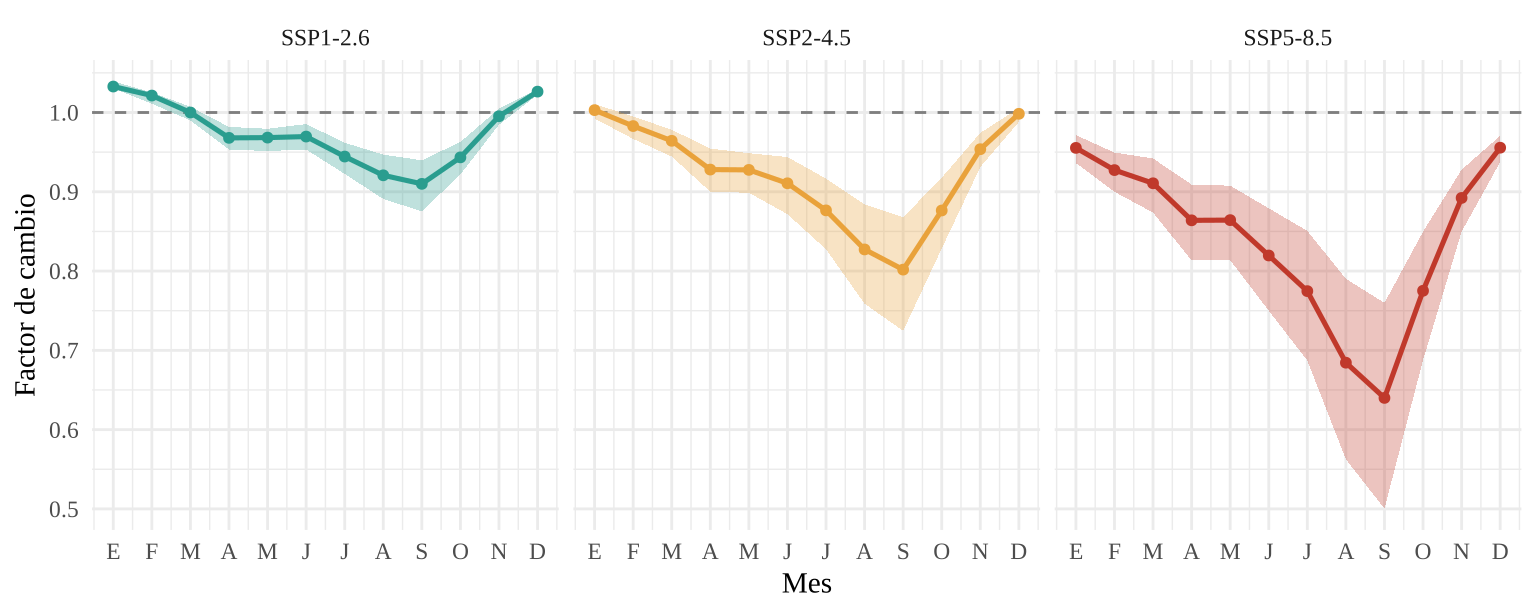 SSP1-2.6
SSP2-4.5
SSP5-8.5
Factor de cambio
1.0
0.9
0.8
0.7
0.6
0.5
E F M A M J J A S O N D
E F M A M J J A S O N D
E F M A M J J A S O N D
Mes